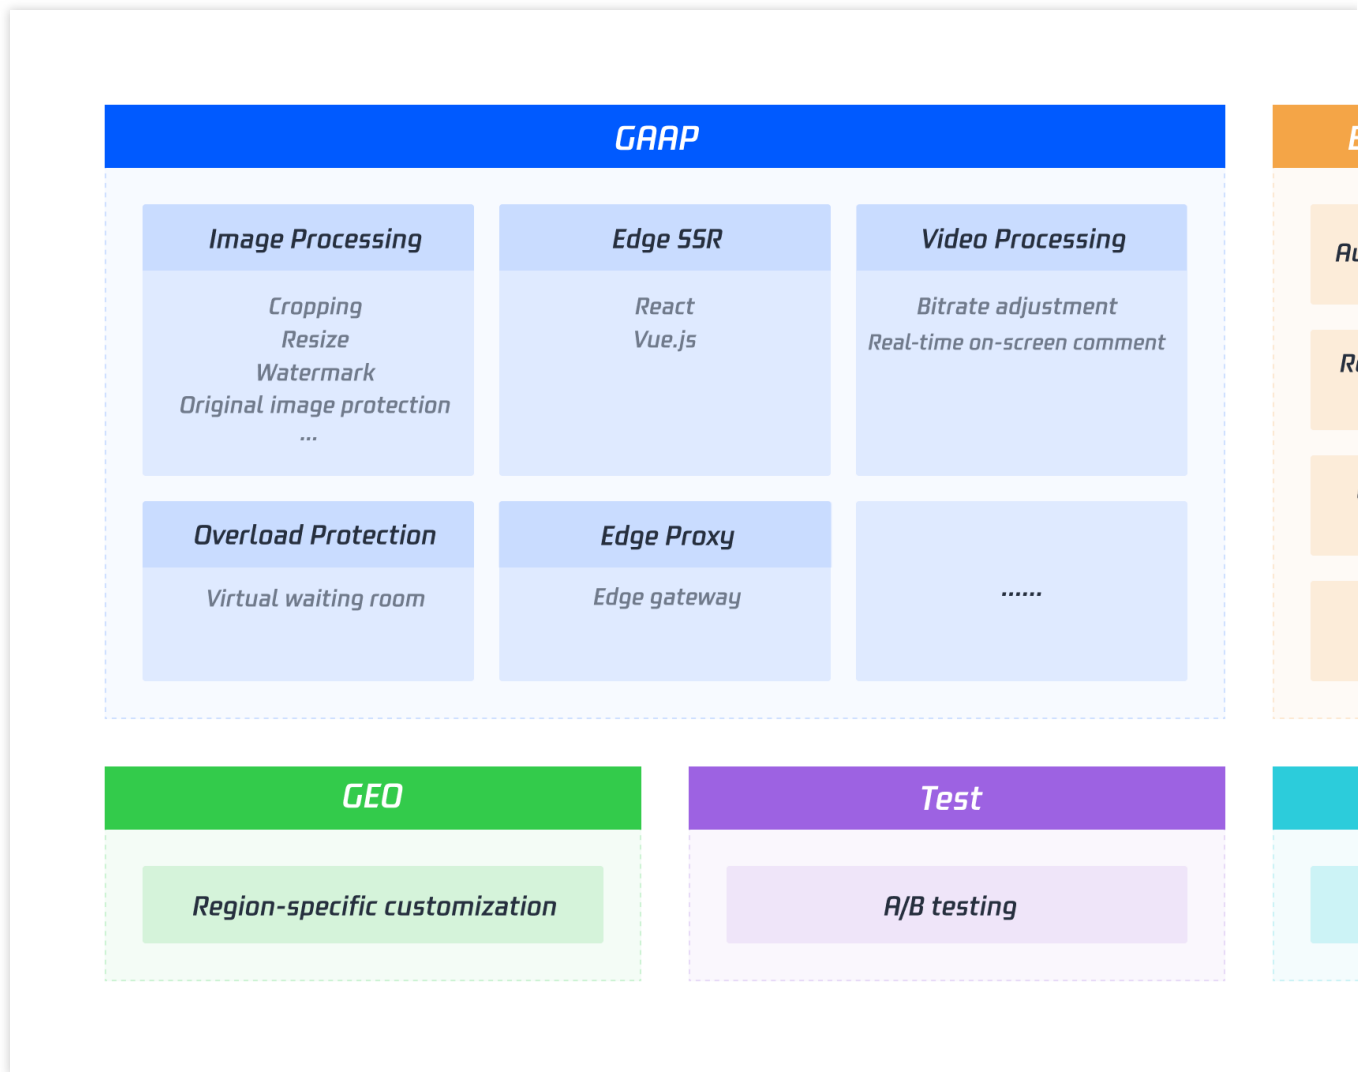 GAAP
Image Processing
Cropping
Resize
Watermark
Original image protection
...
Edge SSR
React
Vue.js
Video Processing
Bitrate adjustment
Real-time on-screen comment
Overload Protection
Virtual waiting room
Edge Proxy
Edge gateway
......
GEO
Region-specific customization
Test
A/B testing